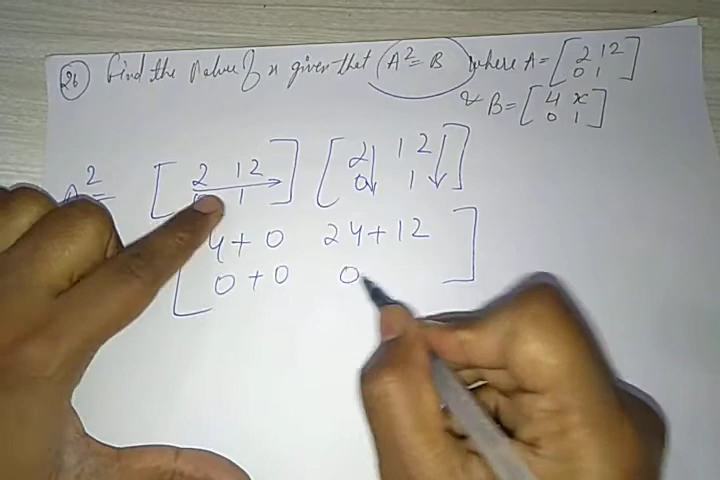 26 Find the value of x given that A² = B where A = [2 12
0 1]
& B = [4 x
0 1]
A² = [2 12] [2 12
0 1 0 1]
[4 + 0 24 + 12
0 + 0 0 ]